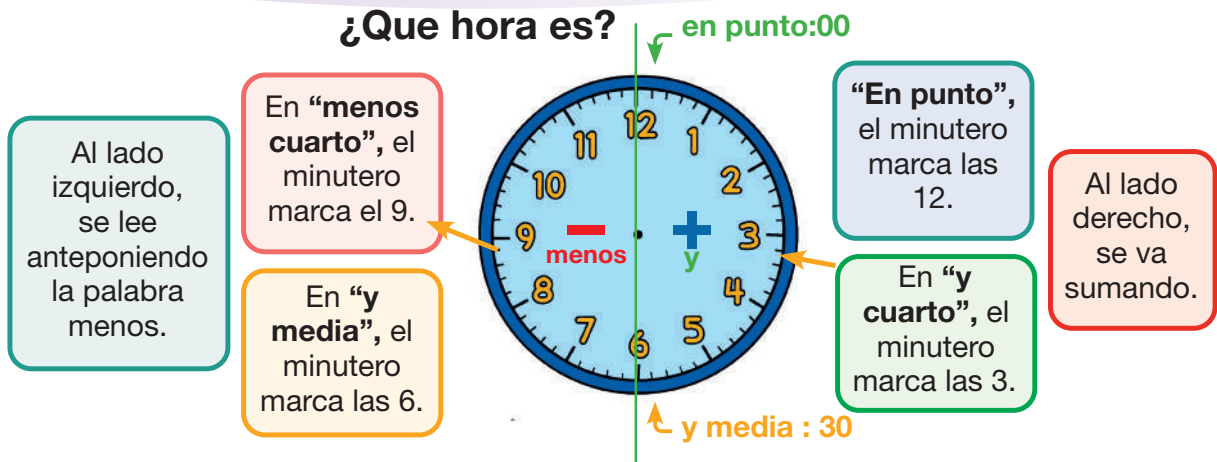 ¿Que hora es?
en punto:00
Al lado
izquierdo,
se lee
anteponiendo
la palabra
menos.
En “menos
cuarto”, el
minutero
marca el 9.
En “y
media”, el
minutero
marca las 6.
12
1
2
3
4
5
6
7
8
9
10
11
menos
y
“En punto”,
el minutero
marca las
12.
En “y
cuarto”, el
minutero
marca las 3.
Al lado
derecho,
se va
sumando.
y media : 30